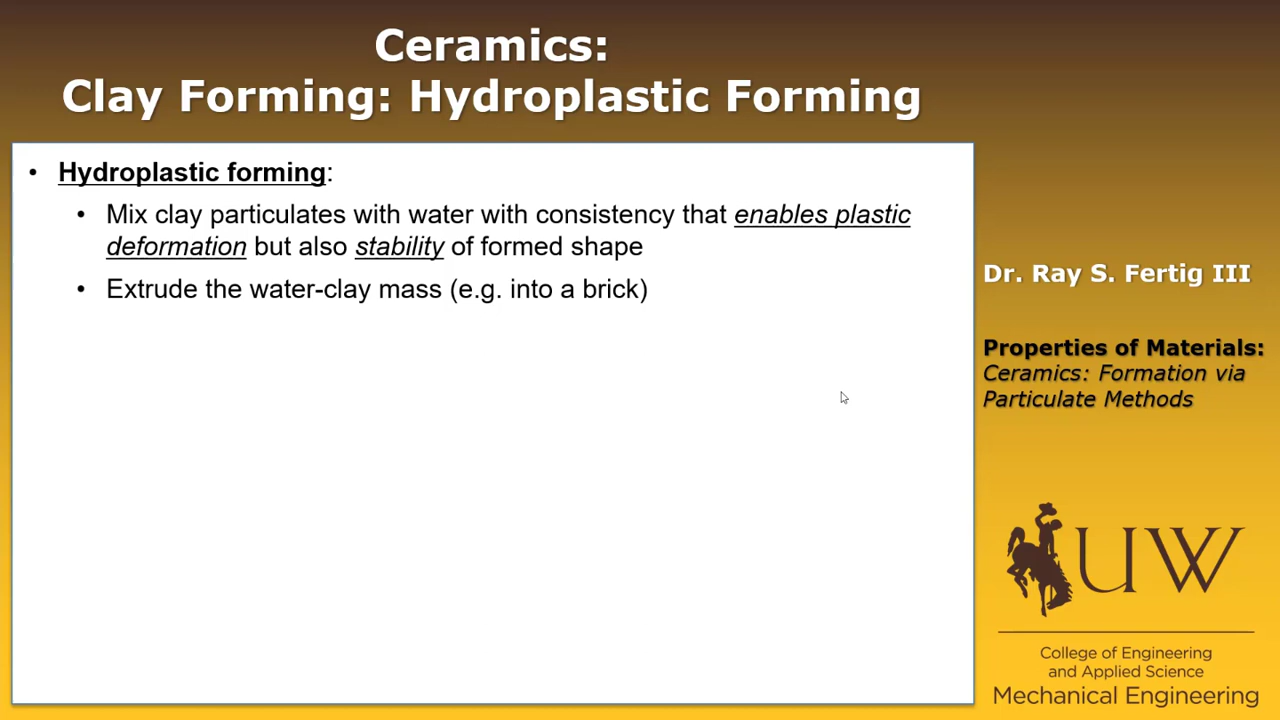 Ceramics:
Clay Forming: Hydroplastic Forming
• Hydroplastic forming:
• Mix clay particulates with water with consistency that enables plastic
deformation but also stability of formed shape
• Extrude the water-clay mass (e.g. into a brick)
Dr. Ray S. Fertig III
Properties of Materials:
Ceramics: Formation via
Particulate Methods
UW
College of Engineering
and Applied Science
Mechanical Engineering